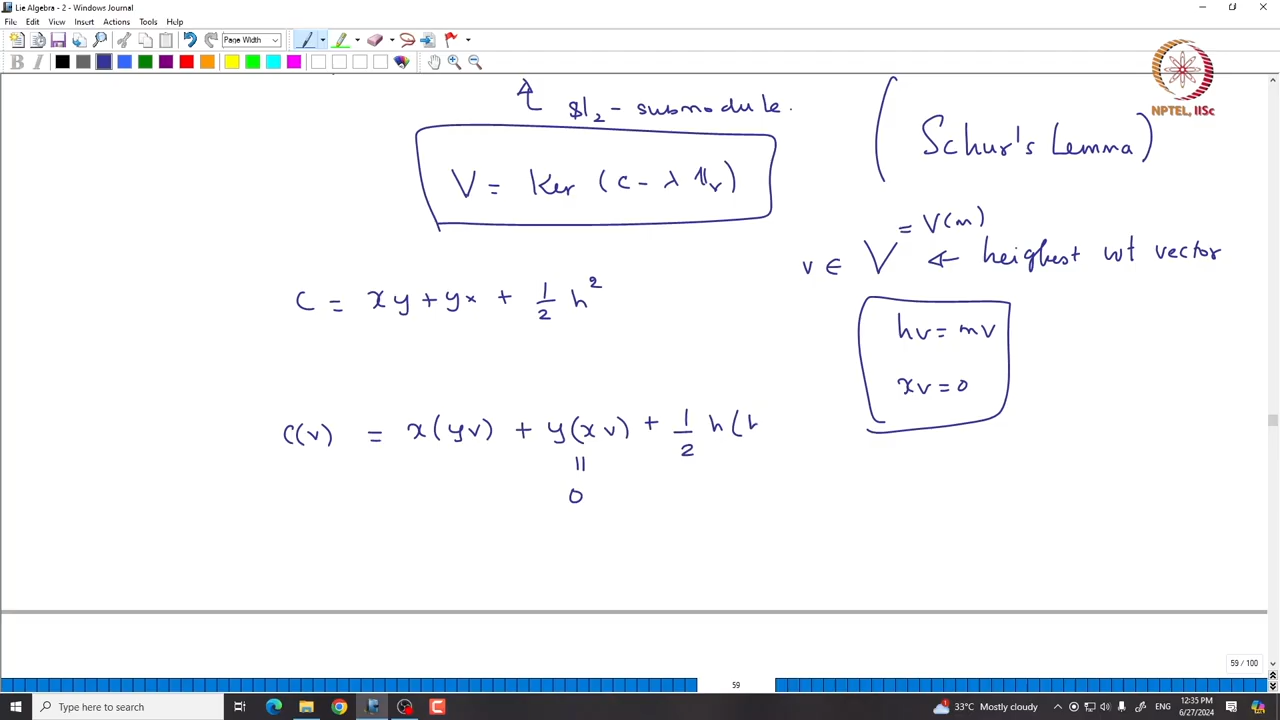 Lie Algebra - 2 - Windows Journal
File Edit View Insert Actions Tools Help
Page Width
B I
NPTEL, IISc
sl₂ - submodule.
(Schur's Lemma)
V = Ker (c - λ 𝟙_V)
= V(m)
v ∈ V ← heighest wt vector
C = xy + yx + 1/2 h²
hv = mv
xv = 0
C(v) = x(yv) + y(xv) + 1/2 h(h
||
0
59 / 100
59
Type here to search
33°C Mostly cloudy
ENG
12:35 PM
6/27/2024